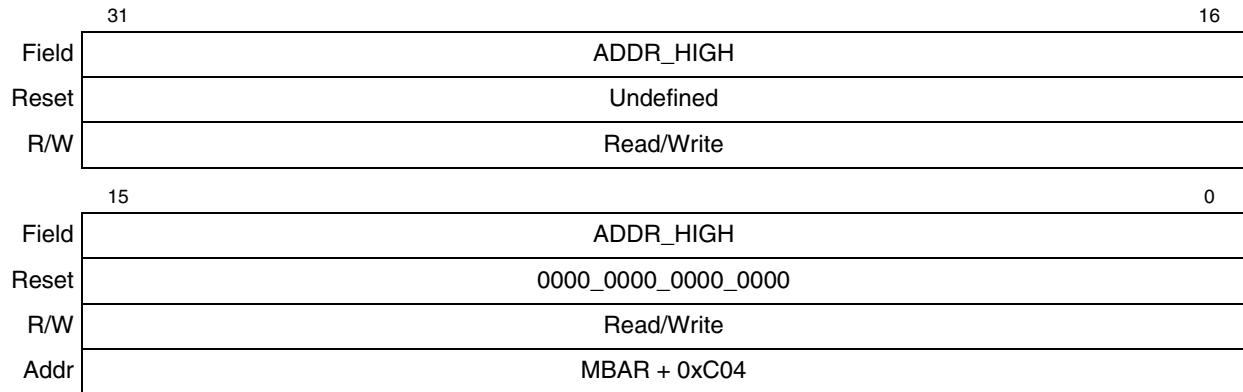 31 16
Field ADDR_HIGH
Reset Undefined
R/W Read/Write
15 0
Field ADDR_HIGH
Reset 0000_0000_0000_0000
R/W Read/Write
Addr MBAR + 0xC04